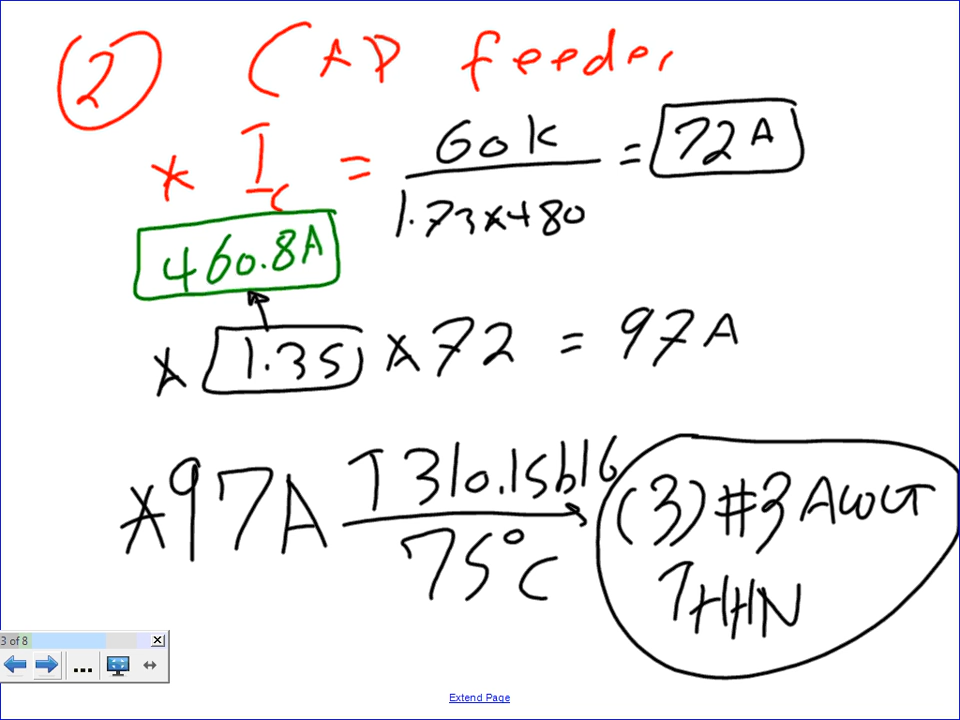 (2) CAP feeder
* Ic = 60k / 1.73x480 = 72A
460.8A
* 1.35 x 72 = 97A
* 97A T 310.15b16 / 75°C → (3) #3 AWG
THHN
3 of 8
...
Extend Page